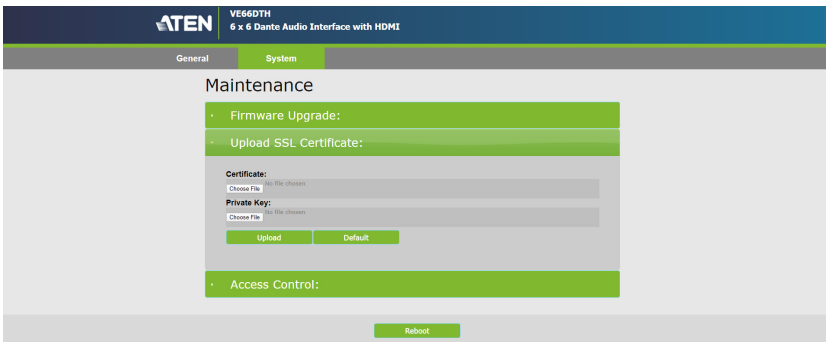 ATEN
VE66DTH
6 x 6 Dante Audio Interface with HDMI
General System
Maintenance
· Firmware Upgrade:
· Upload SSL Certificate:
Certificate:
Choose File No file chosen
Private Key:
Choose File No file chosen
Upload Default
· Access Control:
Reboot